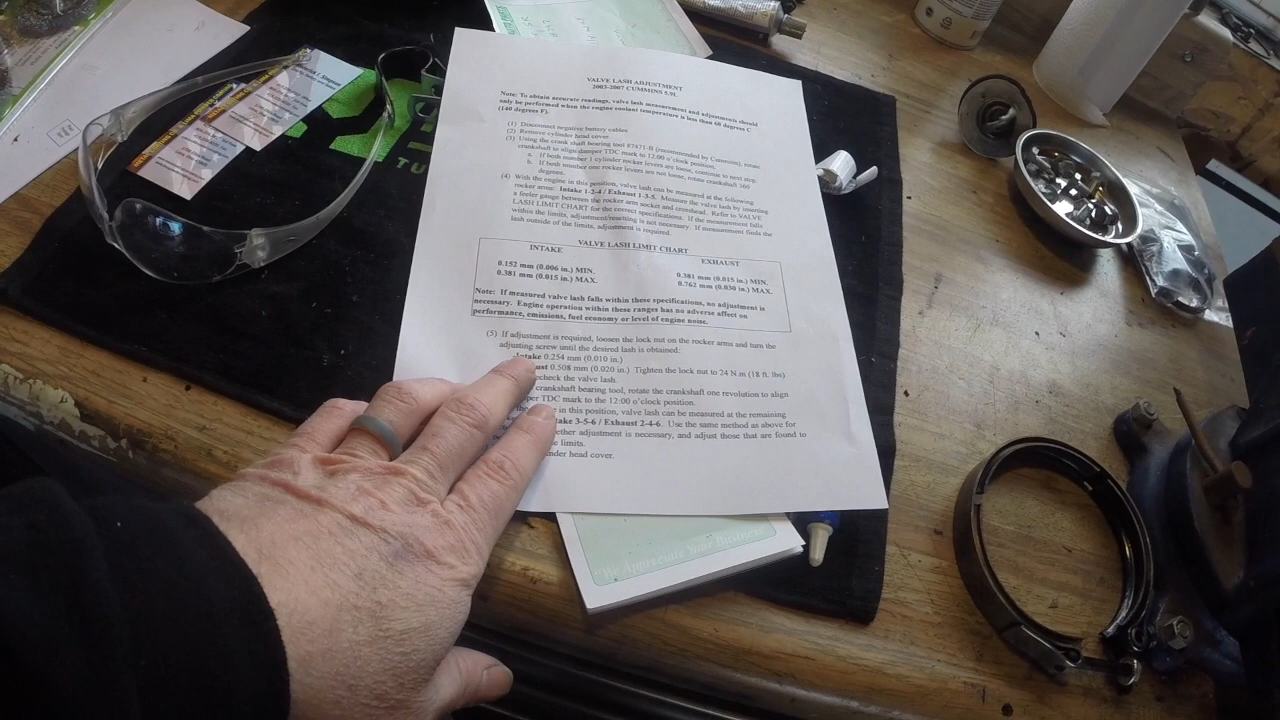 VALVE LASH ADJUSTMENT
2003-2007 CUMMINS 5.9L
Note: To obtain accurate readings, valve lash measurement and adjustments should
only be performed when the engine coolant temperature is less than 60 degrees C
(140 degrees F).
(1) Disconnect negative battery cables
(2) Remove cylinder head cover.
(3) Using the crank shaft bearing tool #7471-B (recommended by Cummins), rotate
crankshaft to align damper TDC mark to 12:00 o'clock position.
a. If both number 1 cylinder rocker levers are loose, continue to next step.
b. If both number one rocker levers are not loose, rotate crankshaft 360
degrees.
(4) With the engine in this position, valve lash can be measured at the following
rocker arms: Intake 1-2-4 / Exhaust 1-3-5. Measure the valve lash by inserting
a feeler gauge between the rocker arm socket and crosshead. Refer to VALVE
LASH LIMIT CHART for the correct specifications. If the measurement falls
within the limits, adjustment/resetting is not necessary. If measurement finds the
lash outside of the limits, adjustment is required.
VALVE LASH LIMIT CHART
INTAKE EXHAUST
0.152 mm (0.006 in.) MIN. 0.381 mm (0.015 in.) MIN.
0.381 mm (0.015 in.) MAX. 0.762 mm (0.030 in.) MAX.
Note: If measured valve lash falls within these specifications, no adjustment is
necessary. Engine operation within these ranges has no adverse affect on
performance, emissions, fuel economy or level of engine noise.
(5) If adjustment is required, loosen the lock nut on the rocker arms and turn the
adjusting screw until the desired lash is obtained:
Intake 0.254 mm (0.010 in.)
ust 0.508 mm (0.020 in.) Tighten the lock nut to 24 N.m (18 ft. lbs)
echeck the valve lash.
crankshaft bearing tool, rotate the crankshaft one revolution to align
per TDC mark to the 12:00 o'clock position.
in this position, valve lash can be measured at the remaining
take 3-5-6 / Exhaust 2-4-6. Use the same method as above for
ether adjustment is necessary, and adjust those that are found to
e limits.
nder head cover.
"We Appreciate Your Business"